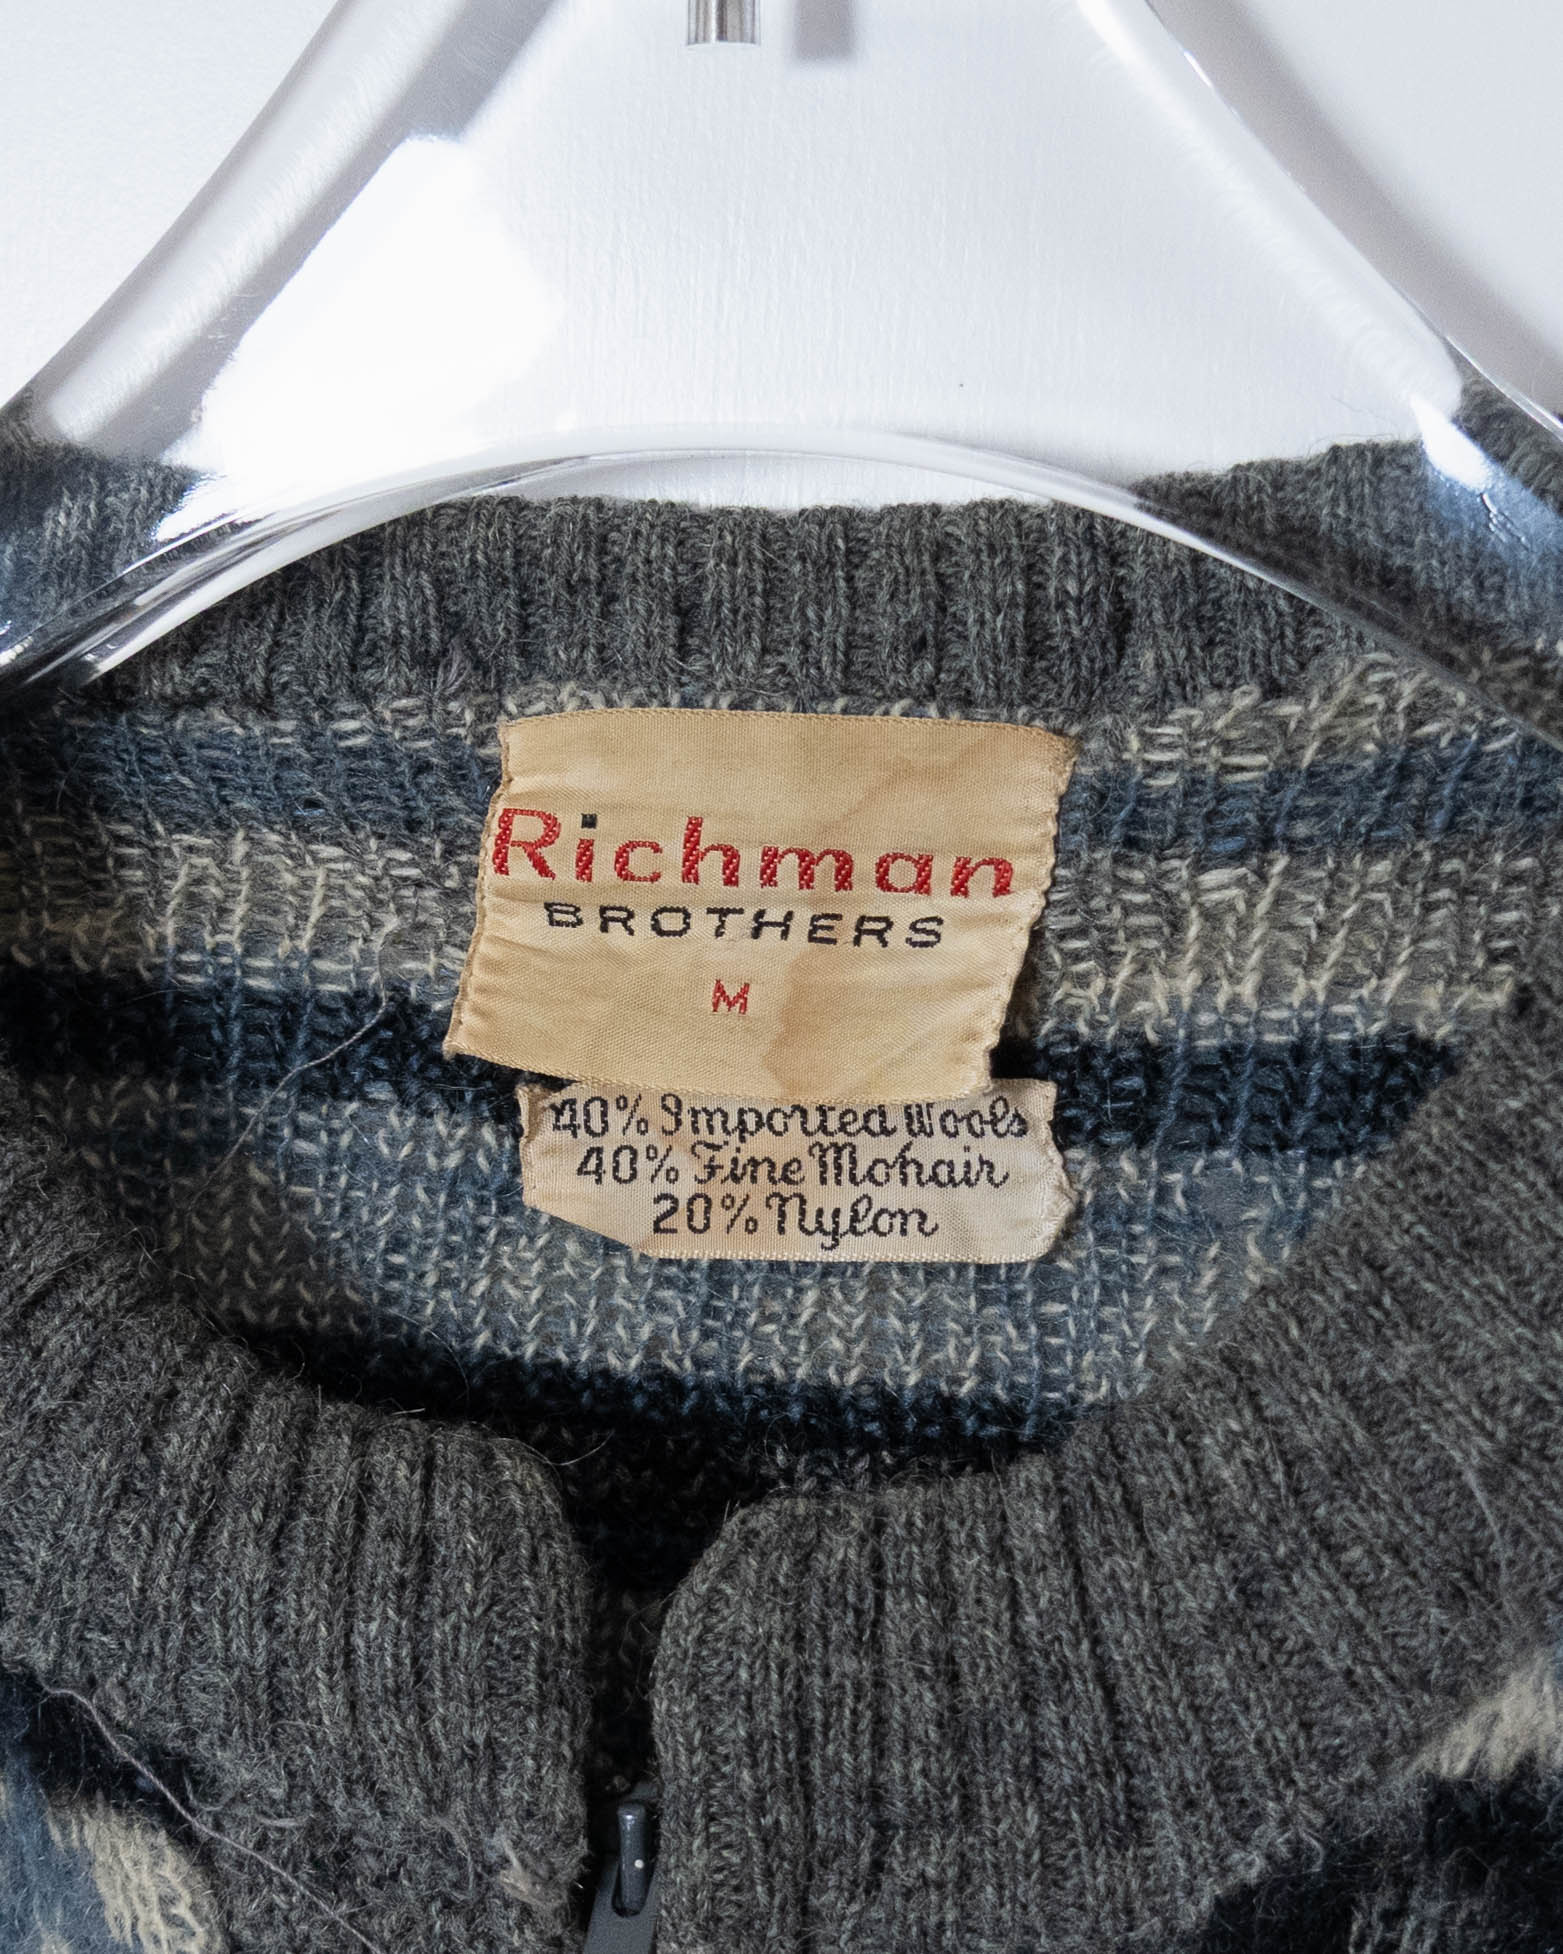 Richman
BROTHERS
M
40% Imported Wools
40% Fine Mohair
20% Nylon